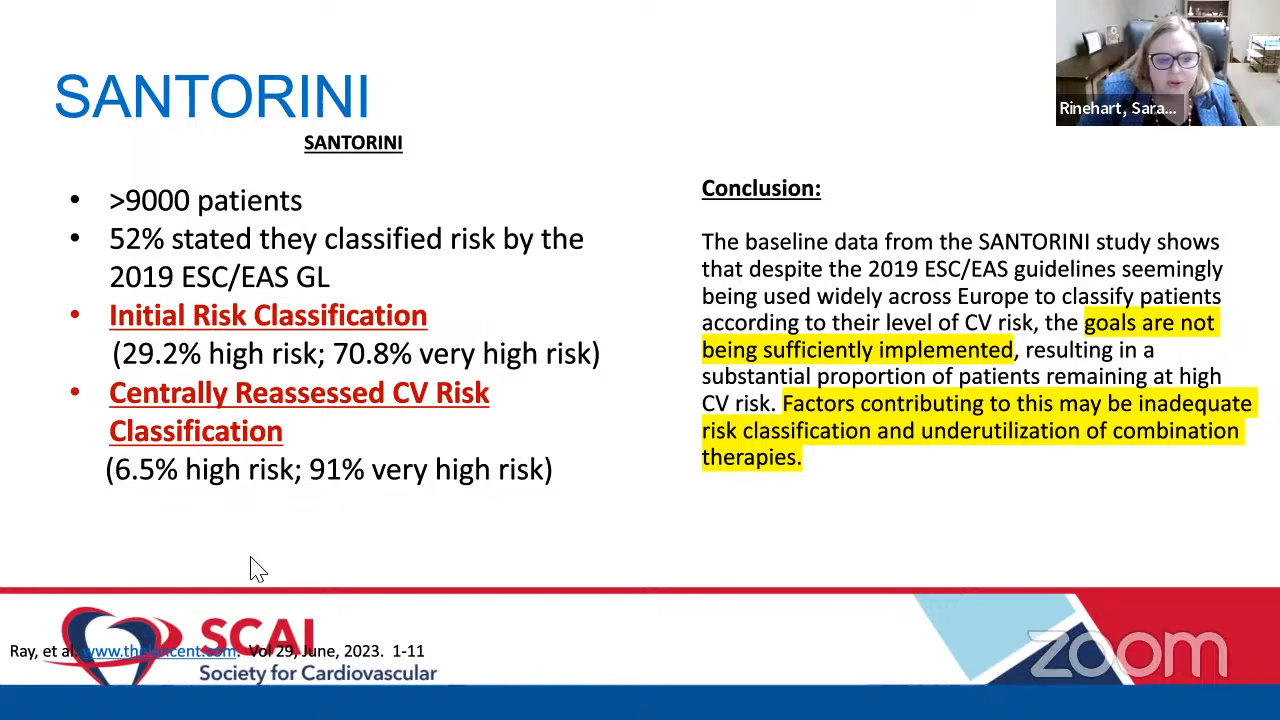 SANTORINI
SANTORINI
• >9000 patients
• 52% stated they classified risk by the
2019 ESC/EAS GL
• Initial Risk Classification
(29.2% high risk; 70.8% very high risk)
• Centrally Reassessed CV Risk
Classification
(6.5% high risk; 91% very high risk)
Conclusion:
The baseline data from the SANTORINI study shows
that despite the 2019 ESC/EAS guidelines seemingly
being used widely across Europe to classify patients
according to their level of CV risk, the goals are not
being sufficiently implemented, resulting in a
substantial proportion of patients remaining at high
CV risk. Factors contributing to this may be inadequate
risk classification and underutilization of combination
therapies.
Rinehart, Sara...
SCAI
Ray, et al. www.thelancent.com. Vol 29, June, 2023. 1-11
Society for Cardiovascular
zoom